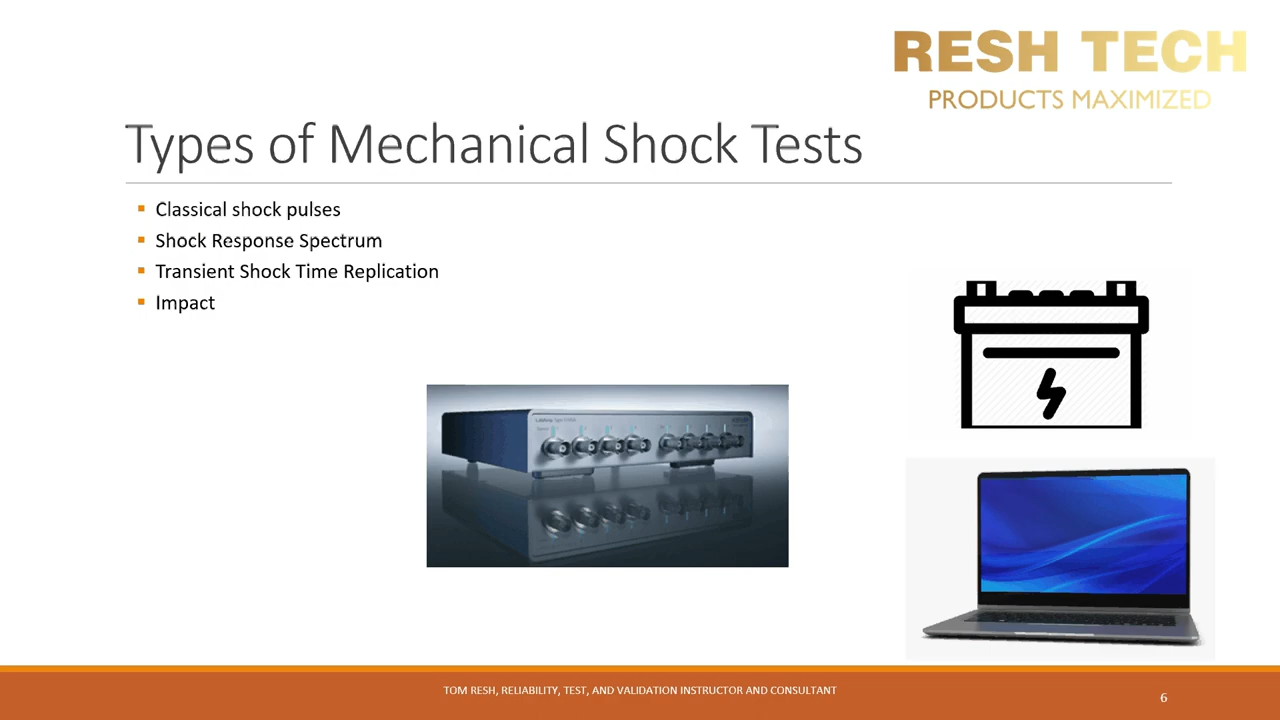 RESH TECH
PRODUCTS MAXIMIZED
Types of Mechanical Shock Tests
Classical shock pulses
Shock Response Spectrum
Transient Shock Time Replication
Impact
TOM RESH, RELIABILITY, TEST, AND VALIDATION INSTRUCTOR AND CONSULTANT
6